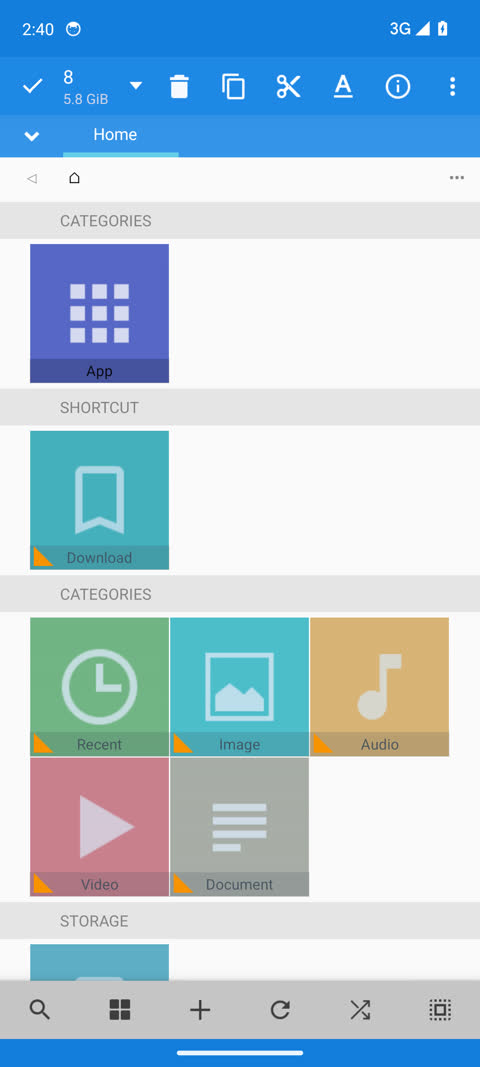 2:40
3G
8
5.8 GiB
A
Home
CATEGORIES
App
SHORTCUT
Download
CATEGORIES
Recent
Image
Audio
Video
Document
STORAGE